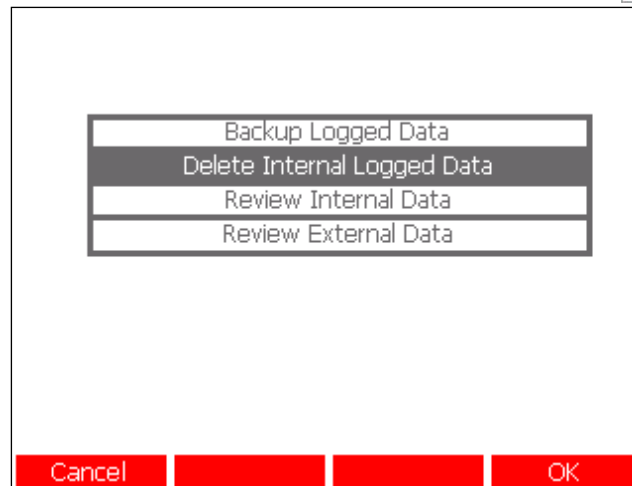 Backup Logged Data
Delete Internal Logged Data
Review Internal Data
Review External Data
Cancel
OK